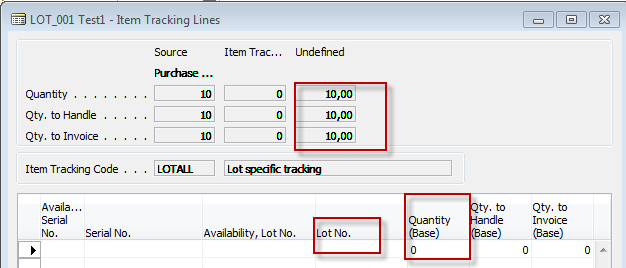 LOT_001 Test1 - Item Tracking Lines
Source Item Trac... Undefined
Purchase ...
Quantity . . . . . . . 10 0 10,00
Qty. to Handle . . . . . 10 0 10,00
Qty. to Invoice . . . . . 10 0 10,00
Item Tracking Code . . . LOTALL Lot specific tracking
Availa... Serial No. Serial No. Availability, Lot No. Lot No. Quantity (Base) Qty. to Handle (Base) Qty. to Invoice (Base)
0 0 0